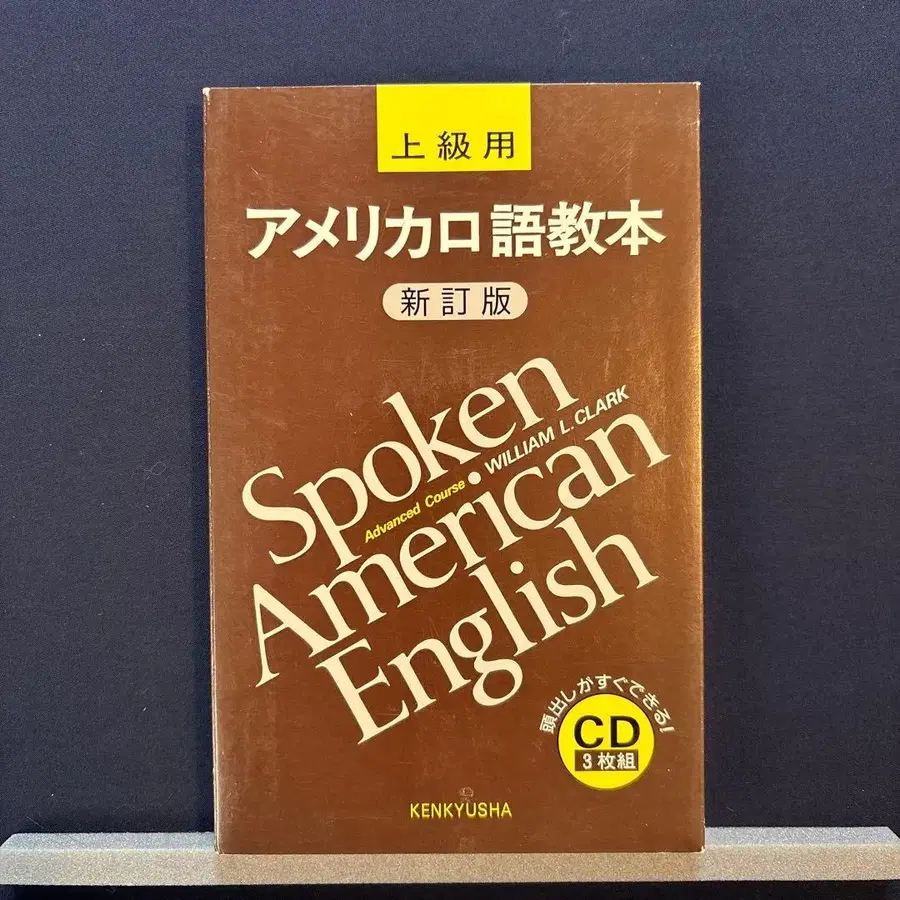 上級用
アメリカ口語教本
新訂版
Spoken
Advanced Course • WILLIAM L. CLARK
American
English
頭出しがすぐできる!
CD
3枚組
KENKYUSHA